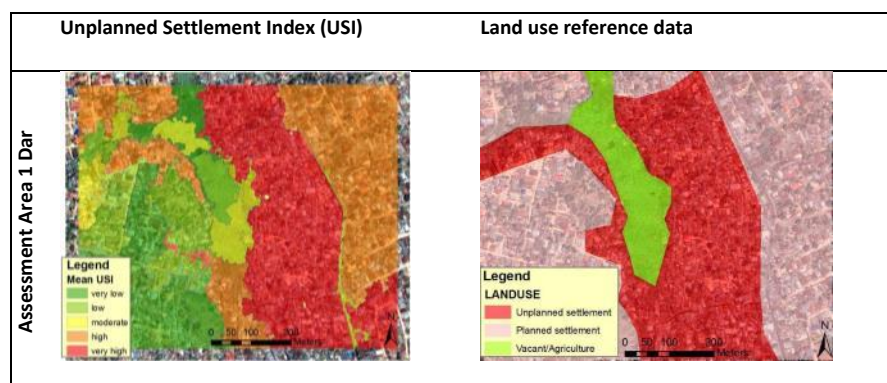 Unplanned Settlement Index (USI)
Land use reference data
Assessment Area 1 Dar
Legend
Mean USI
very low
low
moderate
high
very high
0 50 100 200
Meters
N
Legend
LANDUSE
Unplanned settlement
Planned settlement
Vacant/Agriculture
0 50 100 200
Meters
N